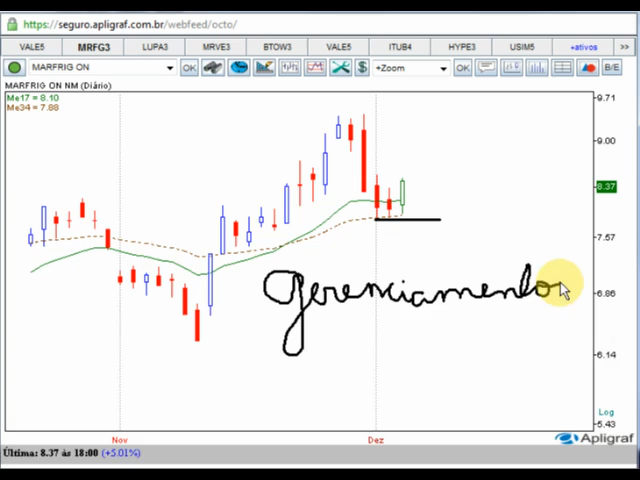 https://seguro.apligraf.com.br/webfeed/octo/
VALE5 MRFG3 LUPA3 MRVE3 BTOW3 VALE5 ITUB4 HYPE3 USIM5 +ativos >>
MARFRIG ON OK $ +Zoom OK B/E
MARFRIG ON NM (Diário)
Me17 = 8.10
Me34 = 7.88
9.71
9.00
8.37
7.57
6.86
6.14
5.43
gerenciamento
Log
Nov Dez
Apligraf
Última: 8.37 às 18:00 (+5.01%)